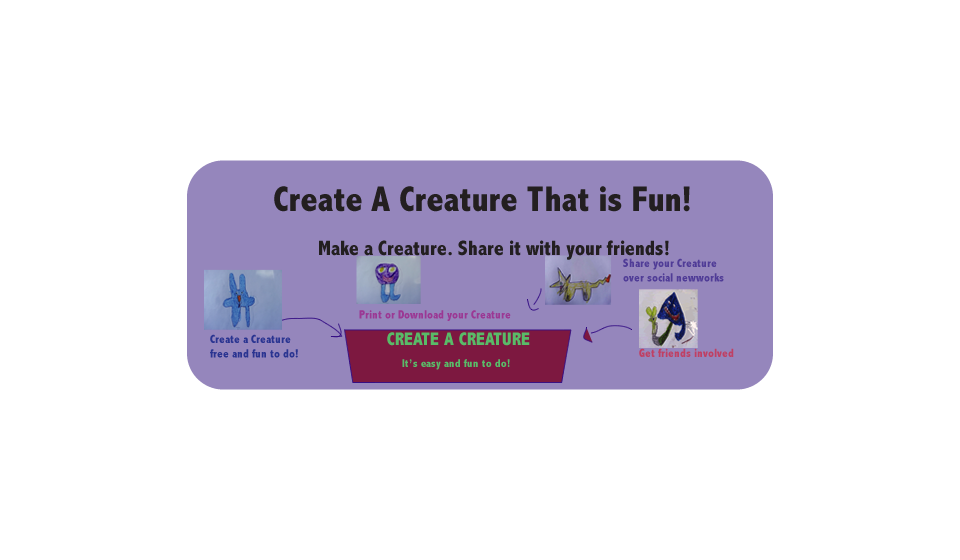 Create A Creature That is Fun!
Make a Creature. Share it with your friends!
Share your Creature
over social newworks
Print or Download your Creature
Create a Creature
free and fun to do!
CREATE A CREATURE
It's easy and fun to do!
Get friends involved